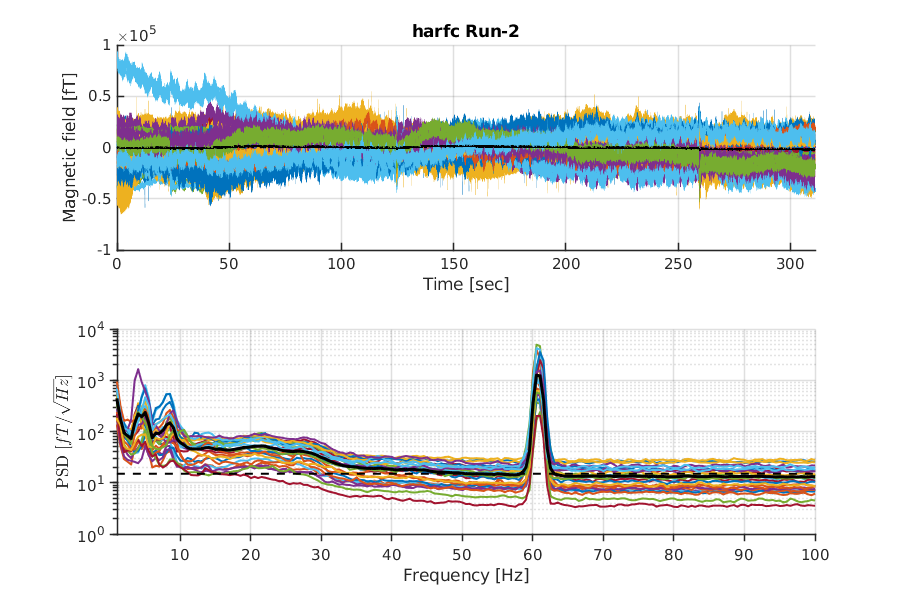 harfc Run-2
×10^5
1
0.5
0
-0.5
-1
Magnetic field [fT]
0 50 100 150 200 250 300
Time [sec]
10^4
10^3
10^2
10^1
10^0
PSD [fT/√Hz]
10 20 30 40 50 60 70 80 90 100
Frequency [Hz]